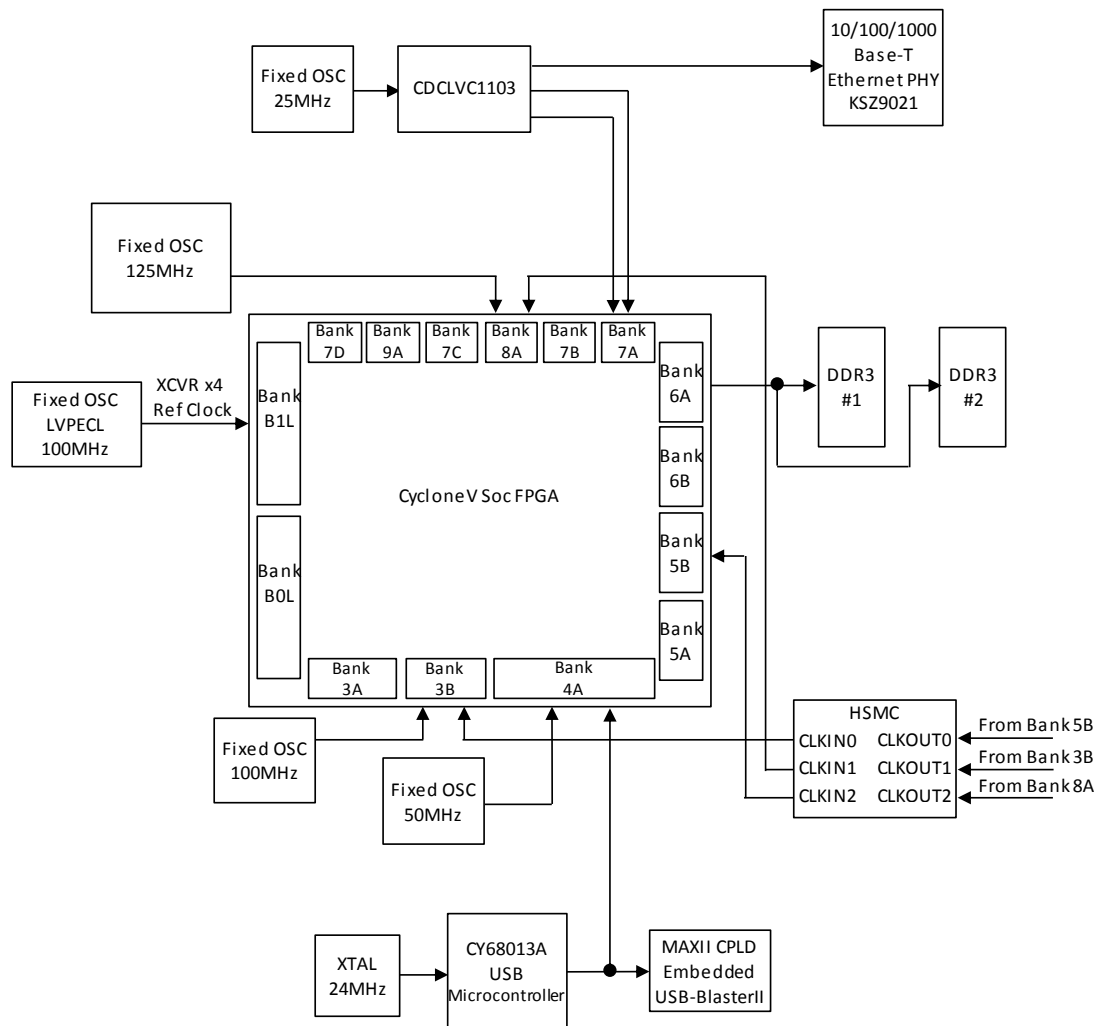 10/100/1000
Base-T
Ethernet PHY
KSZ9021
Fixed OSC
25MHz
CDCLVC1103
Fixed OSC
125MHz
Bank
7D
Bank
9A
Bank
7C
Bank
8A
Bank
7B
Bank
7A
Bank
6A
DDR3
#1
DDR3
#2
XCVR x4
Ref Clock
Fixed OSC
LVPECL
100MHz
Bank
B1L
Bank
6B
CycloneV Soc FPGA
Bank
5B
Bank
B0L
Bank
5A
Bank
3A
Bank
3B
Bank
4A
Fixed OSC
100MHz
Fixed OSC
50MHz
HSMC
CLKIN0 CLKOUT0
CLKIN1 CLKOUT1
CLKIN2 CLKOUT2
From Bank 5B
From Bank 3B
From Bank 8A
XTAL
24MHz
CY68013A
USB
Microcontroller
MAXII CPLD
Embedded
USB-BlasterII